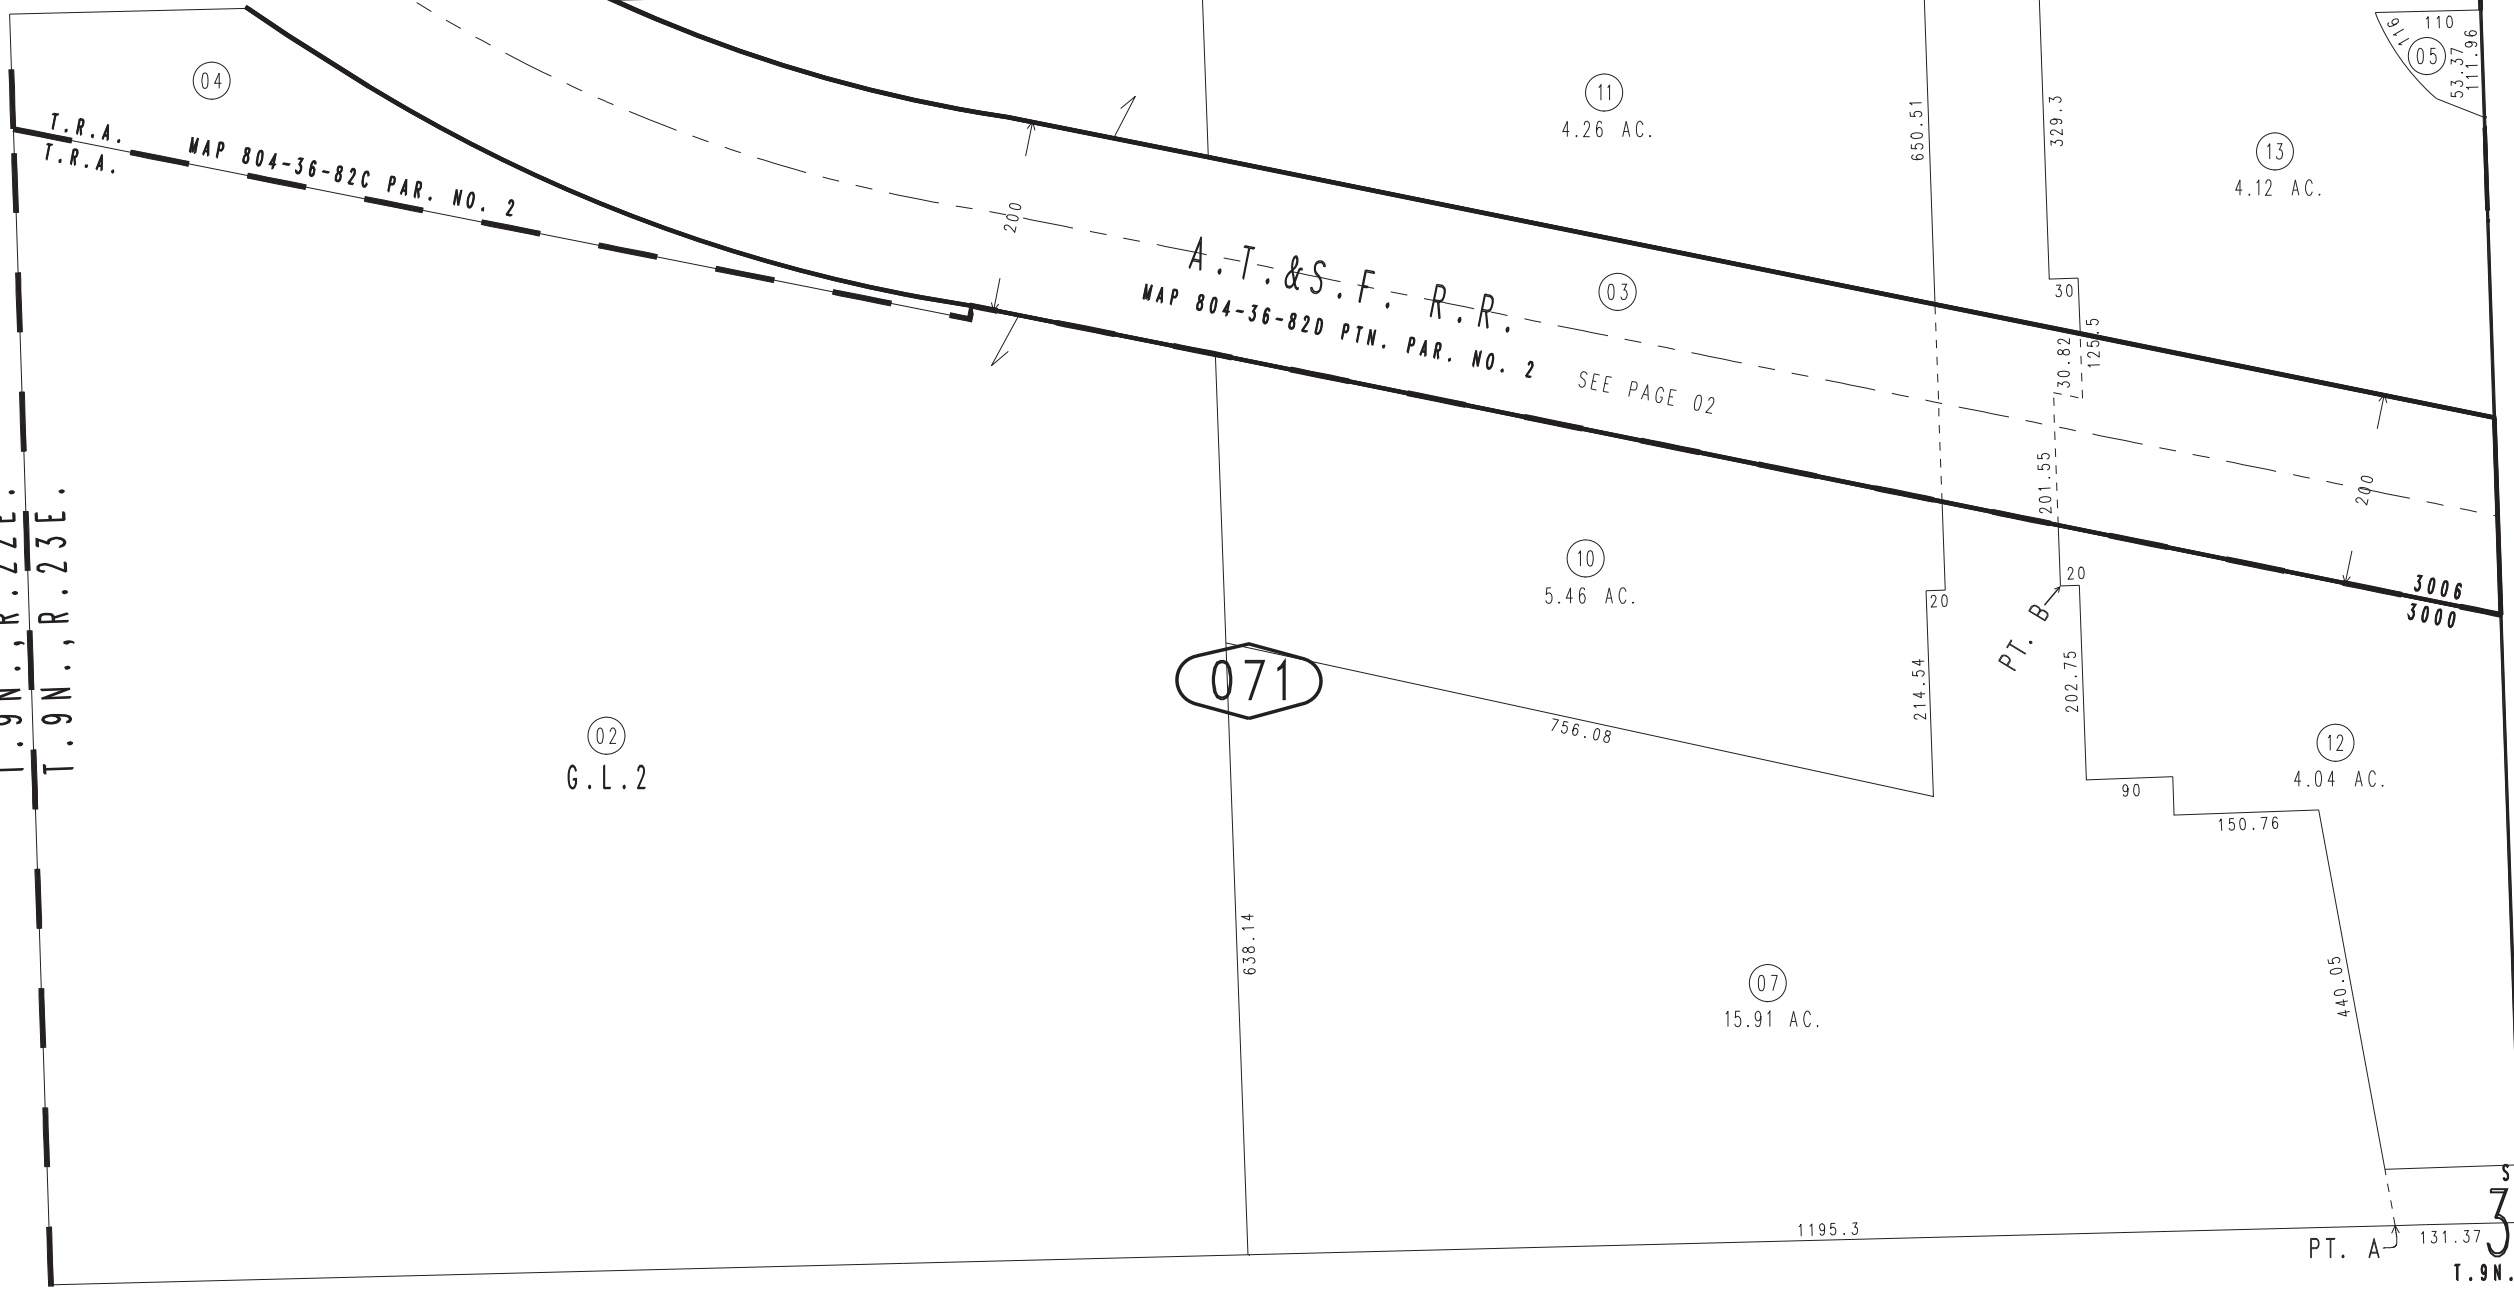 110
116
05
53.37
111.96
04
11
4.26 AC.
650.51
329.3
13
4.12 AC.
T.R.A.
T.R.A.
MAP 804-36-82C PAR. NO. 2
200
A.T.&S.F. R.R.
03
MAP 804-36-82D PTN. PAR. NO. 2
SEE PAGE 02
30
30.82
125.5
201.55
200
3006
3000
T.9N.,R.22E.
T.9N.,R.23E.
10
5.46 AC.
20
20
PT. B
071
214.54
202.75
756.08
02
G.L.2
12
4.04 AC.
90
150.76
638.14
440.05
07
15.91 AC.
S
3
1195.3
PT. A
131.37
T.9N.